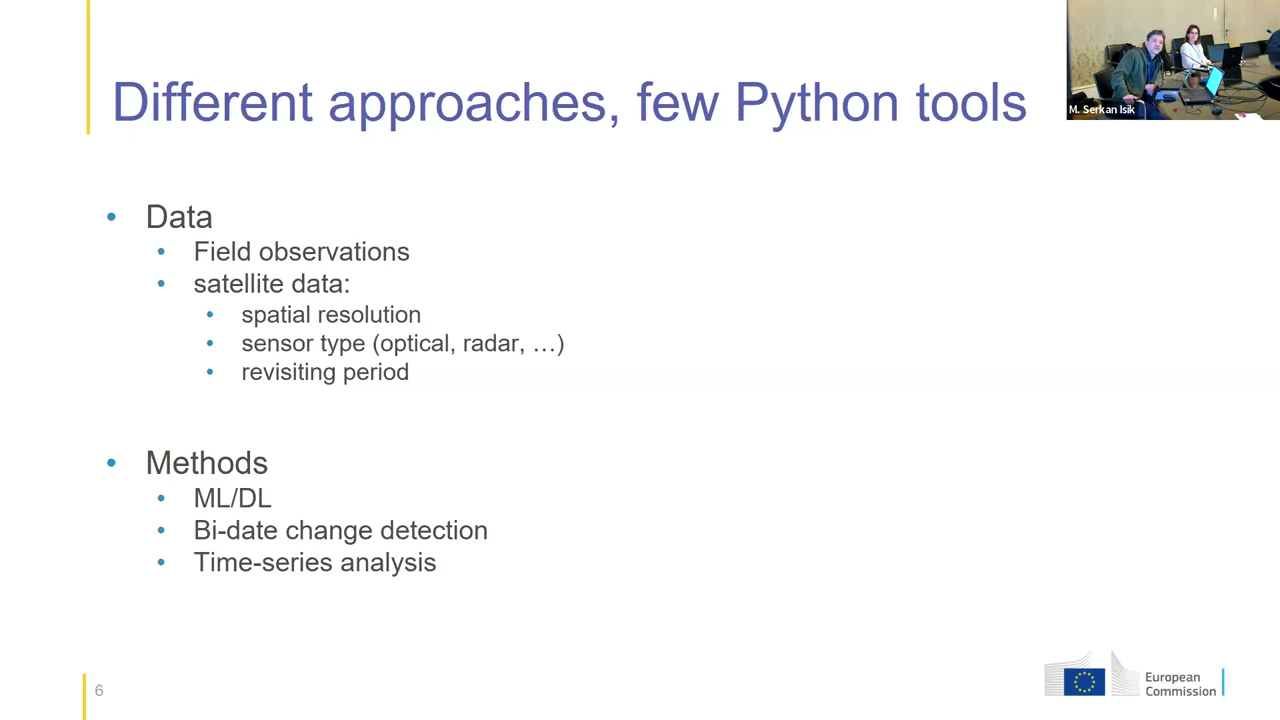 Different approaches, few Python tools
M. Serkan Isik
• Data
• Field observations
• satellite data:
• spatial resolution
• sensor type (optical, radar, …)
• revisiting period
• Methods
• ML/DL
• Bi-date change detection
• Time-series analysis
6
European
Commission